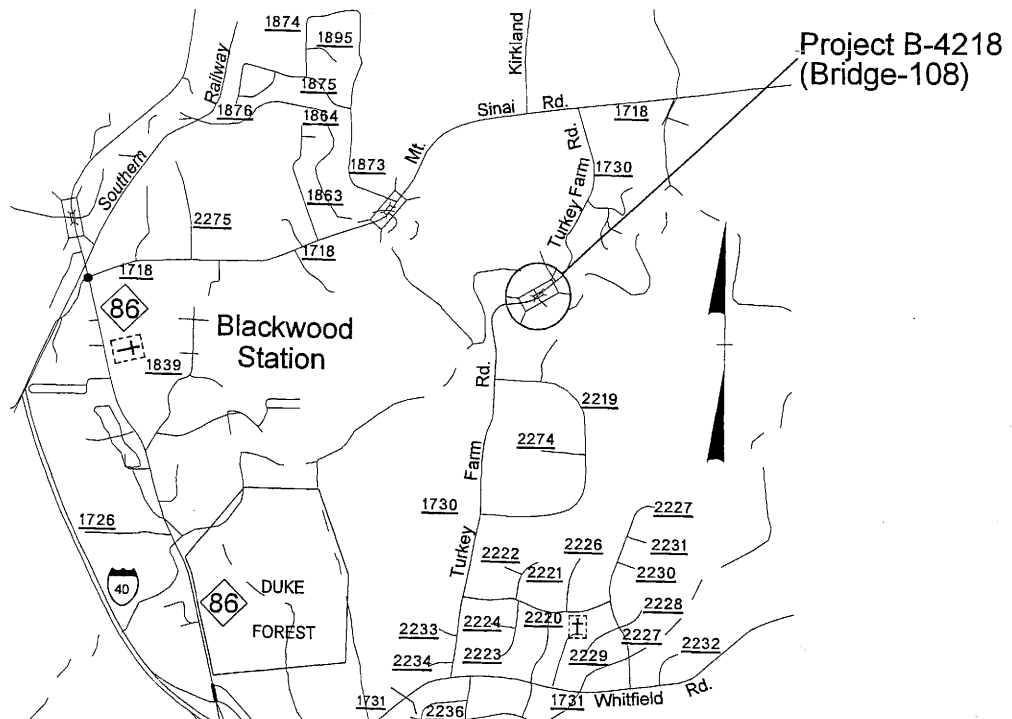 1874
1895
Kirkland
Project B-4218
(Bridge-108)
Railway
1875
1876
1864
Sinai Rd.
1718
Mt.
Rd.
Southern
1873
1730
1863
Turkey Farm
2275
1718
1718
86
Blackwood
Station
1839
Rd.
2219
2274
Farm
1730
1726
2227
Turkey
2222
2226
2231
2221
2230
40
86
DUKE
FOREST
2228
2224
2220
2233
2227
2232
2223
2229
2234
1731
1731
Whitfield Rd.
2236